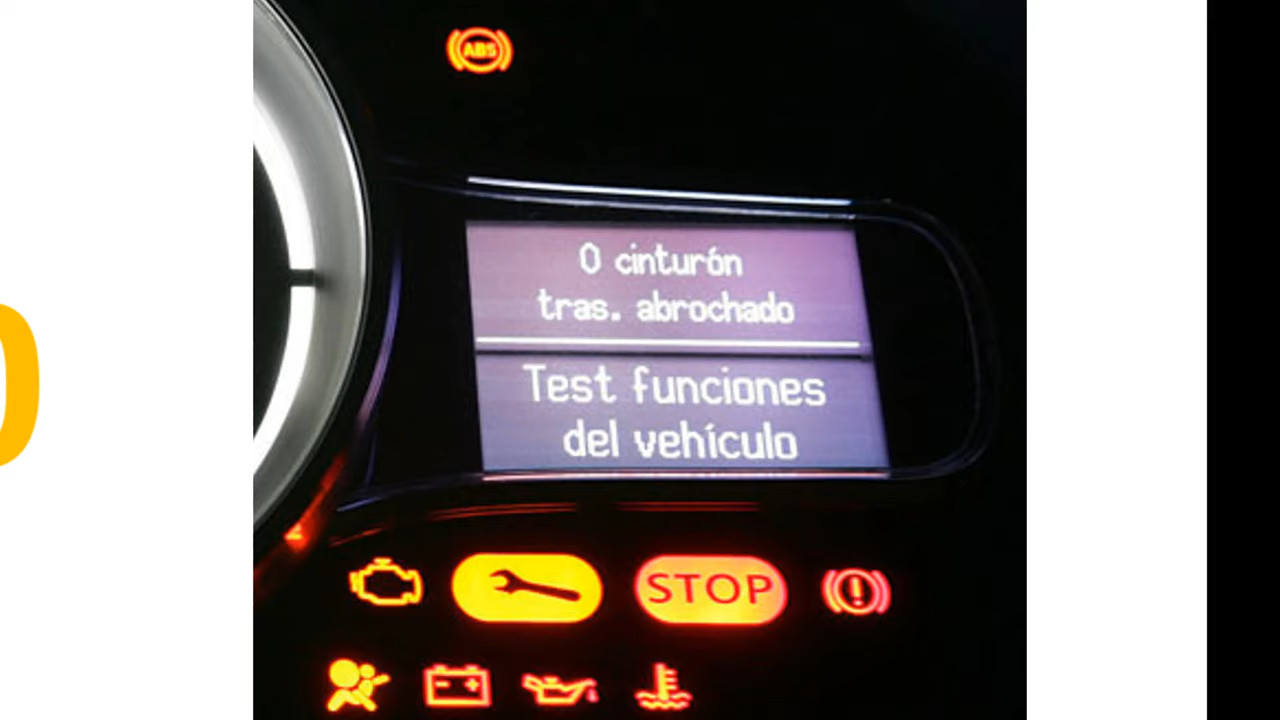 ABS
0 cinturón
tras. abrochado
Test funciones
del vehículo
STOP